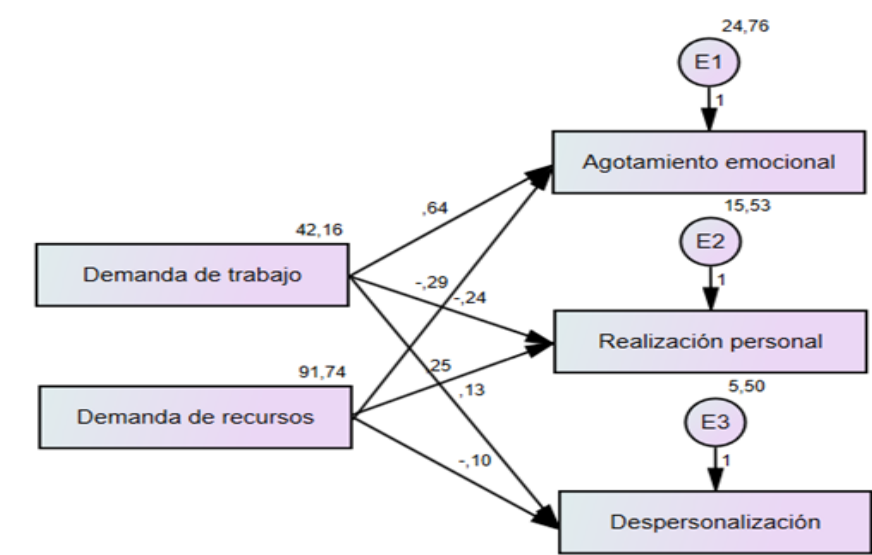 24,76
E1
1
Agotamiento emocional
,64
15,53
42,16
E2
Demanda de trabajo
-,29
1
-,24
Realización personal
91,74
,25
5,50
,13
Demanda de recursos
E3
-,10
1
Despersonalización